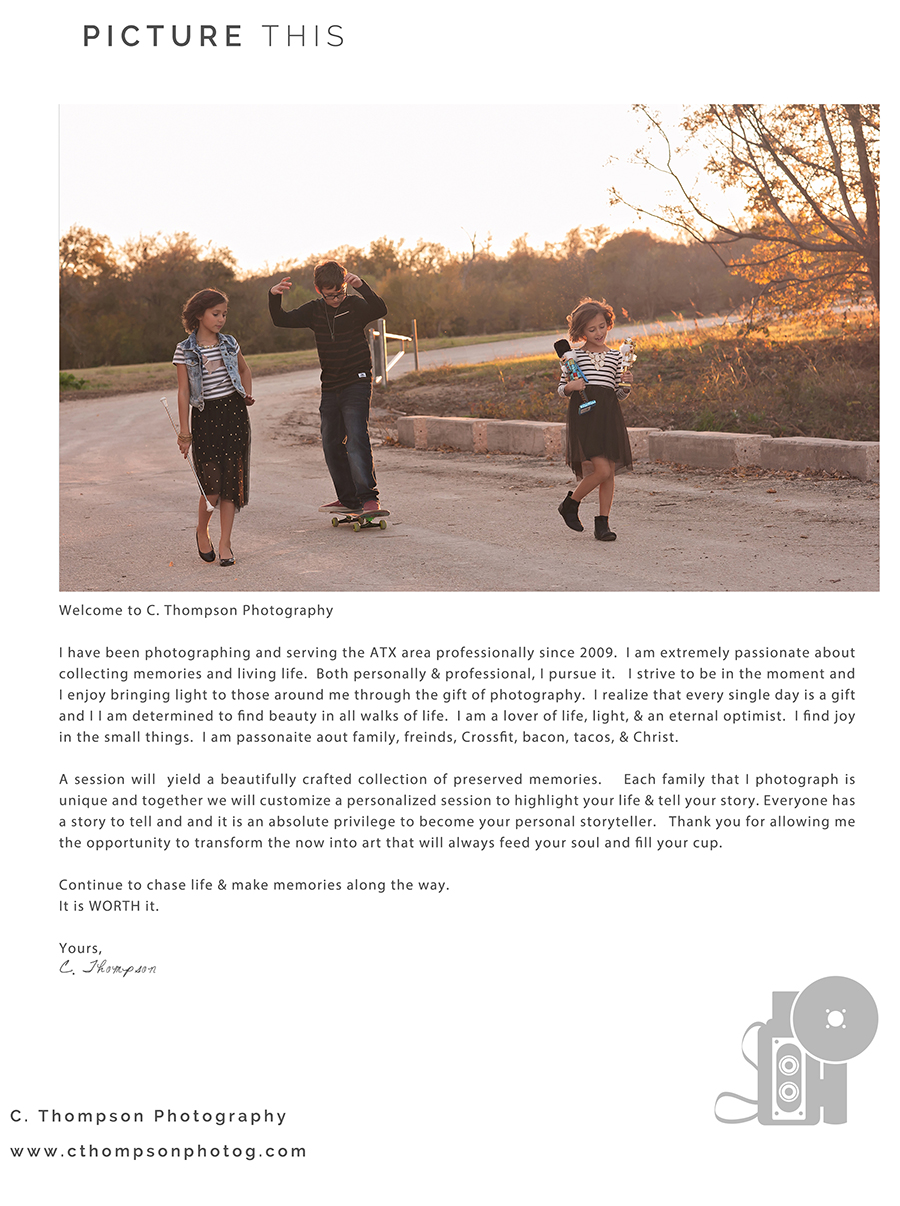 PICTURE THIS
Welcome to C. Thompson Photography
I have been photographing and serving the ATX area professionally since 2009.  I am extremely passionate about
collecting memories and living life.  Both personally & professional, I pursue it.   I strive to be in the moment and
I enjoy bringing light to those around me through the gift of photography.  I realize that every single day is a gift
and I I am determined to find beauty in all walks of life.  I am a lover of life, light, & an eternal optimist.  I find joy
in the small things.  I am passonaite aout family, freinds, Crossfit, bacon, tacos, & Christ.
A session will  yield a beautifully crafted collection of preserved memories.    Each family that I photograph is
unique and together we will customize a personalized session to highlight your life & tell your story. Everyone has
a story to tell and and it is an absolute privilege to become your personal storyteller.   Thank you for allowing me
the opportunity to transform the now into art that will always feed your soul and fill your cup.
Continue to chase life & make memories along the way.
It is WORTH it.
Yours,
C. Thompson
C. Thompson Photography
www.cthompsonphotog.com